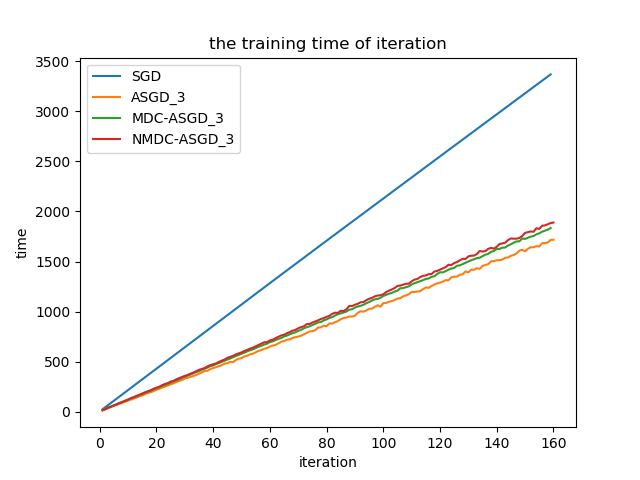 the training time of iteration
SGD
ASGD_3
MDC-ASGD_3
NMDC-ASGD_3
time
3500
3000
2500
2000
1500
1000
500
0
0 20 40 60 80 100 120 140 160
iteration